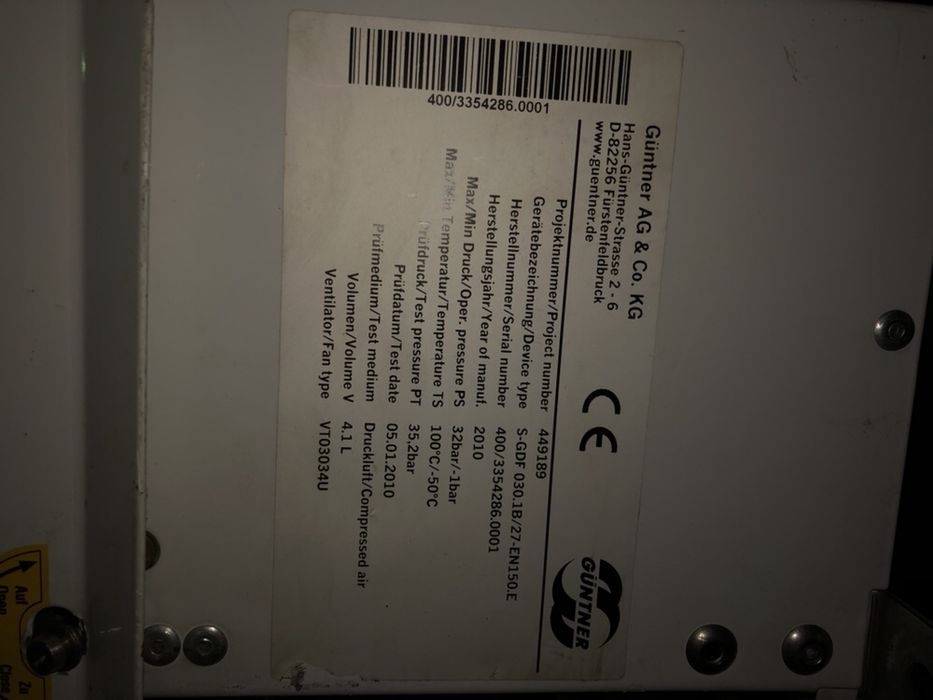 400/3354286.0001
Güntner AG & Co. KG
Hans-Güntner-Strasse 2 - 6
D-82256 Fürstenfeldbruck
www.guentner.de
CE
GÜNTNER
Projektnummer/Project number 449189
Gerätebezeichnung/Device type S-GDF 030.1B/27-EN150.E
Herstellnummer/Serial number 400/3354286.0001
Herstellungsjahr/Year of manuf. 2010
Max/Min Druck/Oper. pressure PS 32bar/-1bar
Max/Min Temperatur/Temperature TS 100°C/-50°C
Prüfdruck/Test pressure PT 35,2bar
Prüfdatum/Test date 05.01.2010
Prüfmedium/Test medium Druckluft/Compressed air
Volumen/Volume V 4.1 L
Ventilator/Fan type VT03034U
Auf Zu
Open Close